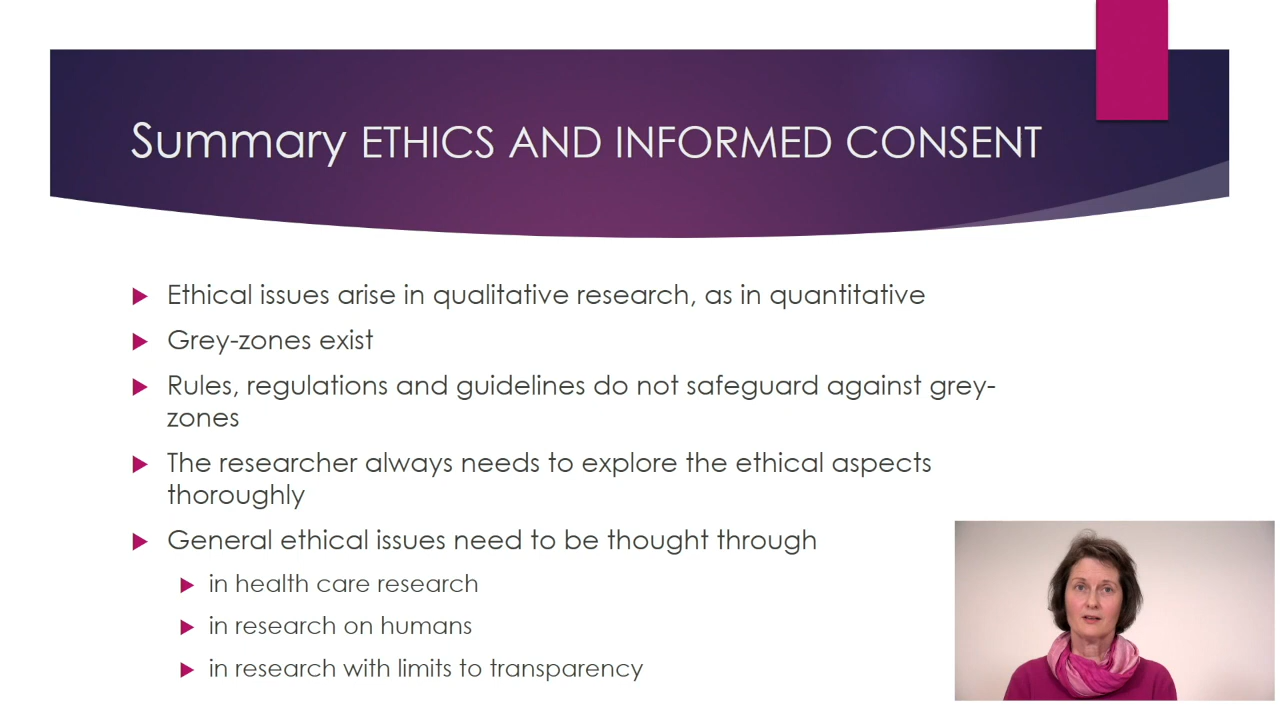 Summary ETHICS AND INFORMED CONSENT
Ethical issues arise in qualitative research, as in quantitative
Grey-zones exist
Rules, regulations and guidelines do not safeguard against grey-
zones
The researcher always needs to explore the ethical aspects
thoroughly
General ethical issues need to be thought through
in health care research
in research on humans
in research with limits to transparency